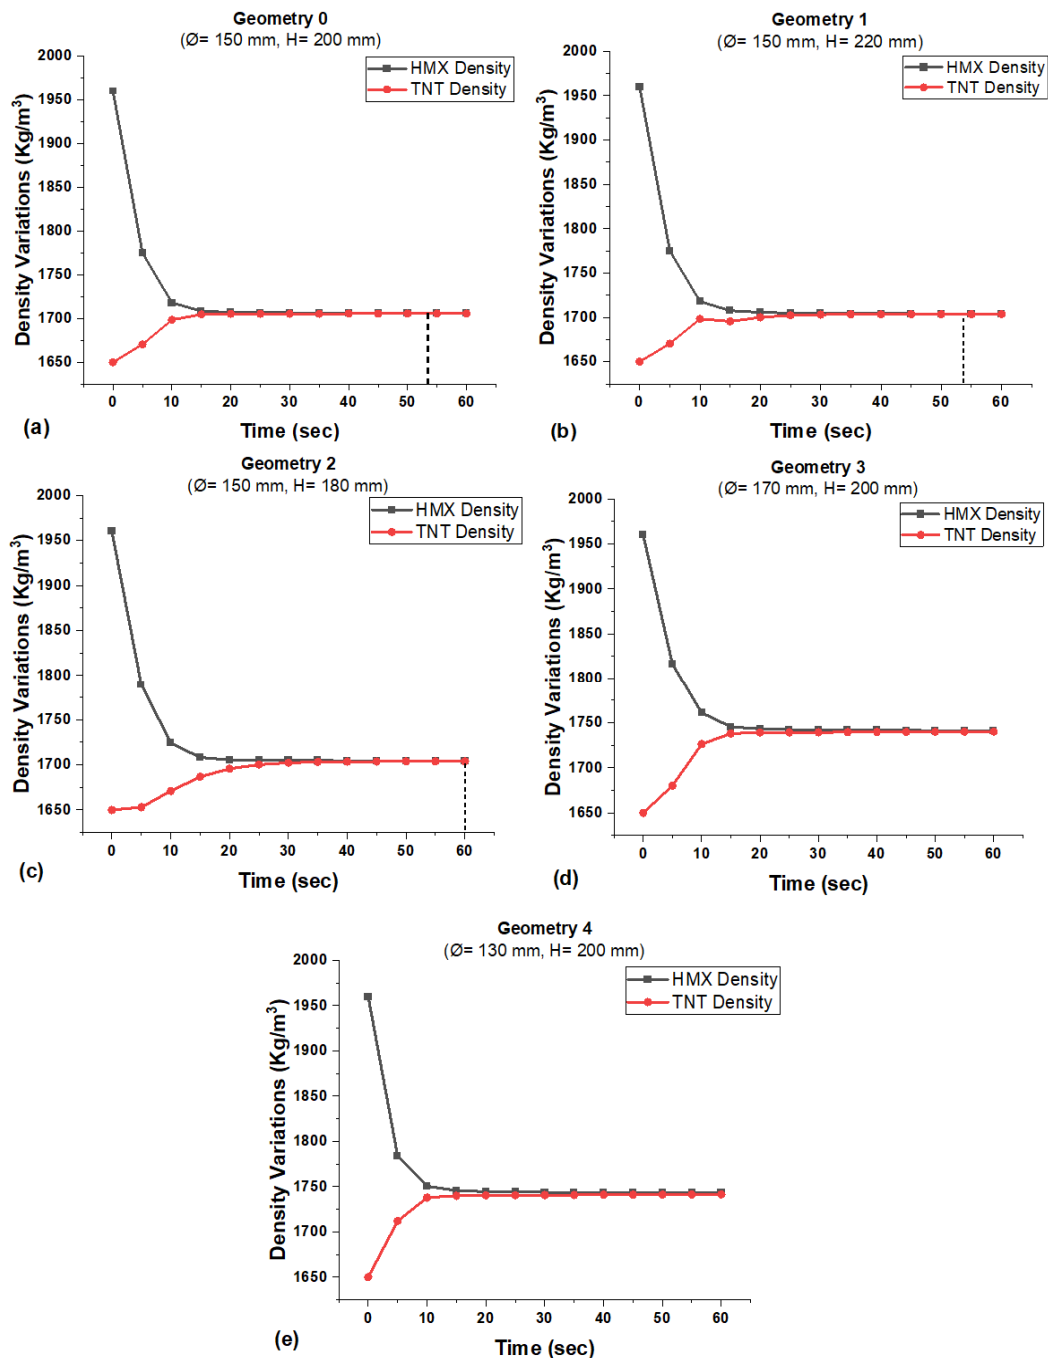 Geometry 0
(Ø= 150 mm, H= 200 mm)
HMX Density
TNT Density
Density Variations (Kg/m³)
2000
1950
1900
1850
1800
1750
1700
1650
0 10 20 30 40 50 60
Time (sec)
(a)
Geometry 1
(Ø= 150 mm, H= 220 mm)
HMX Density
TNT Density
Density Variations (Kg/m³)
2000
1950
1900
1850
1800
1750
1700
1650
0 10 20 30 40 50 60
Time (sec)
(b)
Geometry 2
(Ø= 150 mm, H= 180 mm)
HMX Density
TNT Density
Density Variations (Kg/m³)
2000
1950
1900
1850
1800
1750
1700
1650
0 10 20 30 40 50 60
Time (sec)
(c)
Geometry 3
(Ø= 170 mm, H= 200 mm)
HMX Density
TNT Density
Density Variations (Kg/m³)
2000
1950
1900
1850
1800
1750
1700
1650
0 10 20 30 40 50 60
Time (sec)
(d)
Geometry 4
(Ø= 130 mm, H= 200 mm)
HMX Density
TNT Density
Density Variations (Kg/m³)
2000
1950
1900
1850
1800
1750
1700
1650
0 10 20 30 40 50 60
Time (sec)
(e)